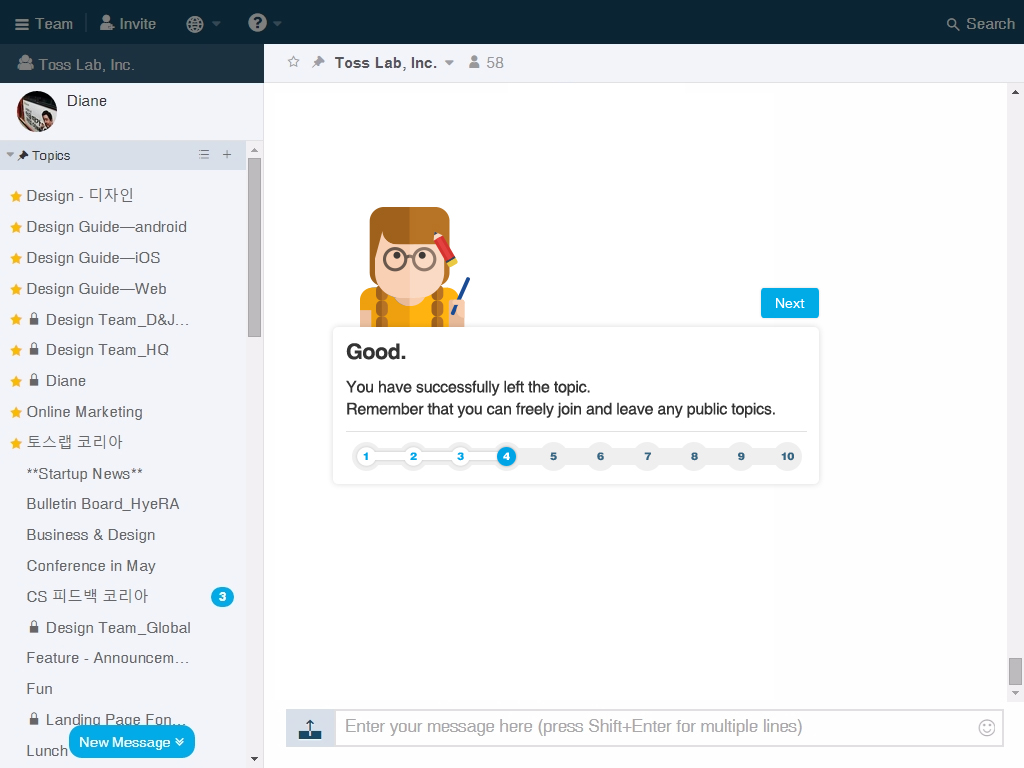 Team
Invite
Search
Toss Lab, Inc.
Toss Lab, Inc.
58
Diane
Topics
Design - 디자인
Design Guide—android
Design Guide—iOS
Design Guide—Web
Design Team_D&J...
Design Team_HQ
Diane
Online Marketing
토스랩 코리아
**Startup News**
Bulletin Board_HyeRA
Business & Design
Conference in May
CS 피드백 코리아 3
Design Team_Global
Feature - Announcem...
Fun
Landing Page Fon...
Lunch
New Message
Next
Good.
You have successfully left the topic.
Remember that you can freely join and leave any public topics.
1 2 3 4 5 6 7 8 9 10
Enter your message here (press Shift+Enter for multiple lines)